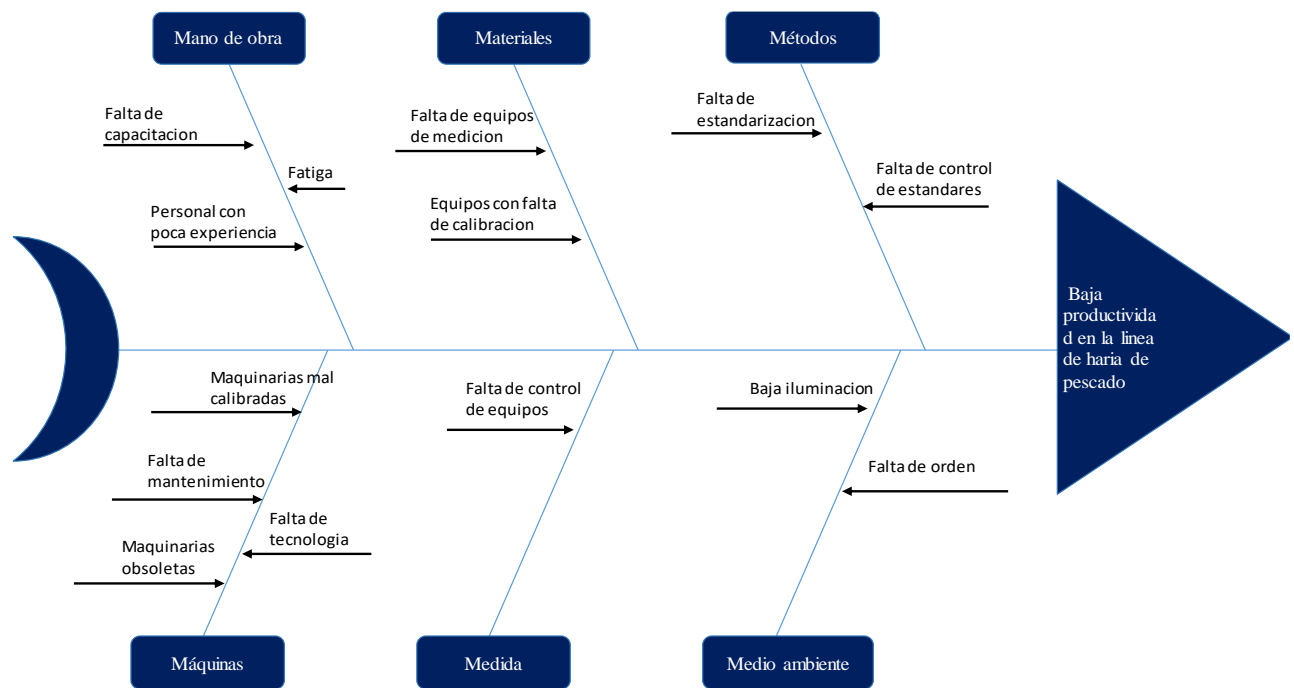 Mano de obra
Materiales
Métodos
Falta de
capacitacion
Fatiga
Personal con
poca experiencia
Falta de equipos
de medicion
Equipos con falta
de calibracion
Falta de
estandarizacion
Falta de control
de estandares
Baja
productivida
d en la linea
de haria de
pescado
Maquinarias mal
calibradas
Falta de
mantenimiento
Falta de
tecnologia
Maquinarias
obsoletas
Falta de control
de equipos
Baja iluminacion
Falta de orden
Máquinas
Medida
Medio ambiente